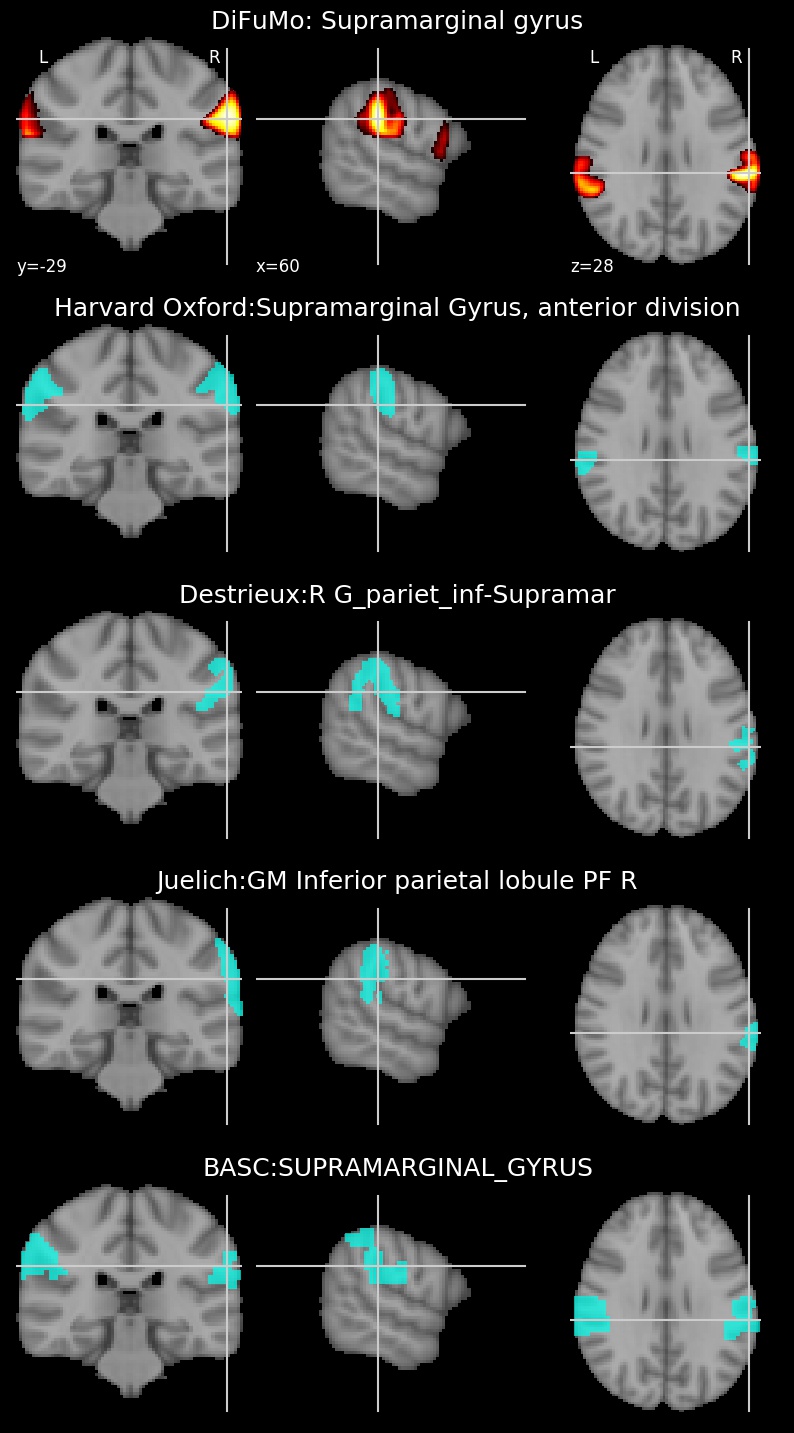 DiFuMo: Supramarginal gyrus
L R L R
y=-29 x=60 z=28
Harvard Oxford:Supramarginal Gyrus, anterior division
Destrieux:R G_pariet_inf-Supramar
Juelich:GM Inferior parietal lobule PF R
BASC:SUPRAMARGINAL_GYRUS